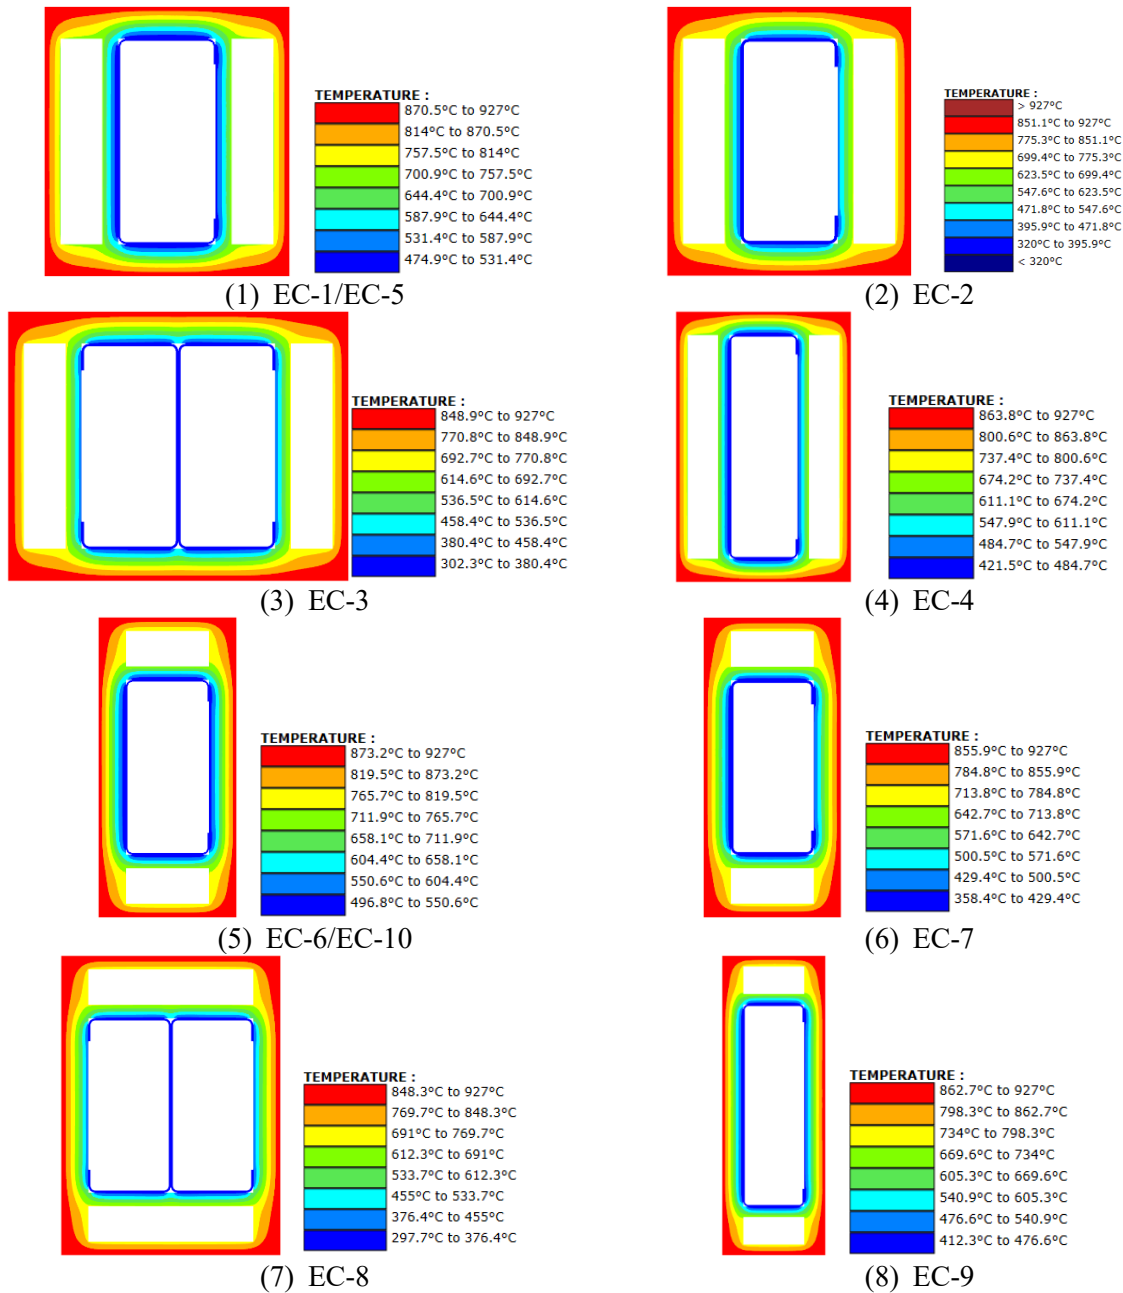 TEMPERATURE :
870.5°C to 927°C
814°C to 870.5°C
757.5°C to 814°C
700.9°C to 757.5°C
644.4°C to 700.9°C
587.9°C to 644.4°C
531.4°C to 587.9°C
474.9°C to 531.4°C
(1) EC-1/EC-5
TEMPERATURE :
> 927°C
851.1°C to 927°C
775.3°C to 851.1°C
699.4°C to 775.3°C
623.5°C to 699.4°C
547.6°C to 623.5°C
471.8°C to 547.6°C
395.9°C to 471.8°C
320°C to 395.9°C
< 320°C
(2) EC-2
TEMPERATURE :
848.9°C to 927°C
770.8°C to 848.9°C
692.7°C to 770.8°C
614.6°C to 692.7°C
536.5°C to 614.6°C
458.4°C to 536.5°C
380.4°C to 458.4°C
302.3°C to 380.4°C
(3) EC-3
TEMPERATURE :
863.8°C to 927°C
800.6°C to 863.8°C
737.4°C to 800.6°C
674.2°C to 737.4°C
611.1°C to 674.2°C
547.9°C to 611.1°C
484.7°C to 547.9°C
421.5°C to 484.7°C
(4) EC-4
TEMPERATURE :
873.2°C to 927°C
819.5°C to 873.2°C
765.7°C to 819.5°C
711.9°C to 765.7°C
658.1°C to 711.9°C
604.4°C to 658.1°C
550.6°C to 604.4°C
496.8°C to 550.6°C
(5) EC-6/EC-10
TEMPERATURE :
855.9°C to 927°C
784.8°C to 855.9°C
713.8°C to 784.8°C
642.7°C to 713.8°C
571.6°C to 642.7°C
500.5°C to 571.6°C
429.4°C to 500.5°C
358.4°C to 429.4°C
(6) EC-7
TEMPERATURE :
848.3°C to 927°C
769.7°C to 848.3°C
691°C to 769.7°C
612.3°C to 691°C
533.7°C to 612.3°C
455°C to 533.7°C
376.4°C to 455°C
297.7°C to 376.4°C
(7) EC-8
TEMPERATURE :
862.7°C to 927°C
798.3°C to 862.7°C
734°C to 798.3°C
669.6°C to 734°C
605.3°C to 669.6°C
540.9°C to 605.3°C
476.6°C to 540.9°C
412.3°C to 476.6°C
(8) EC-9